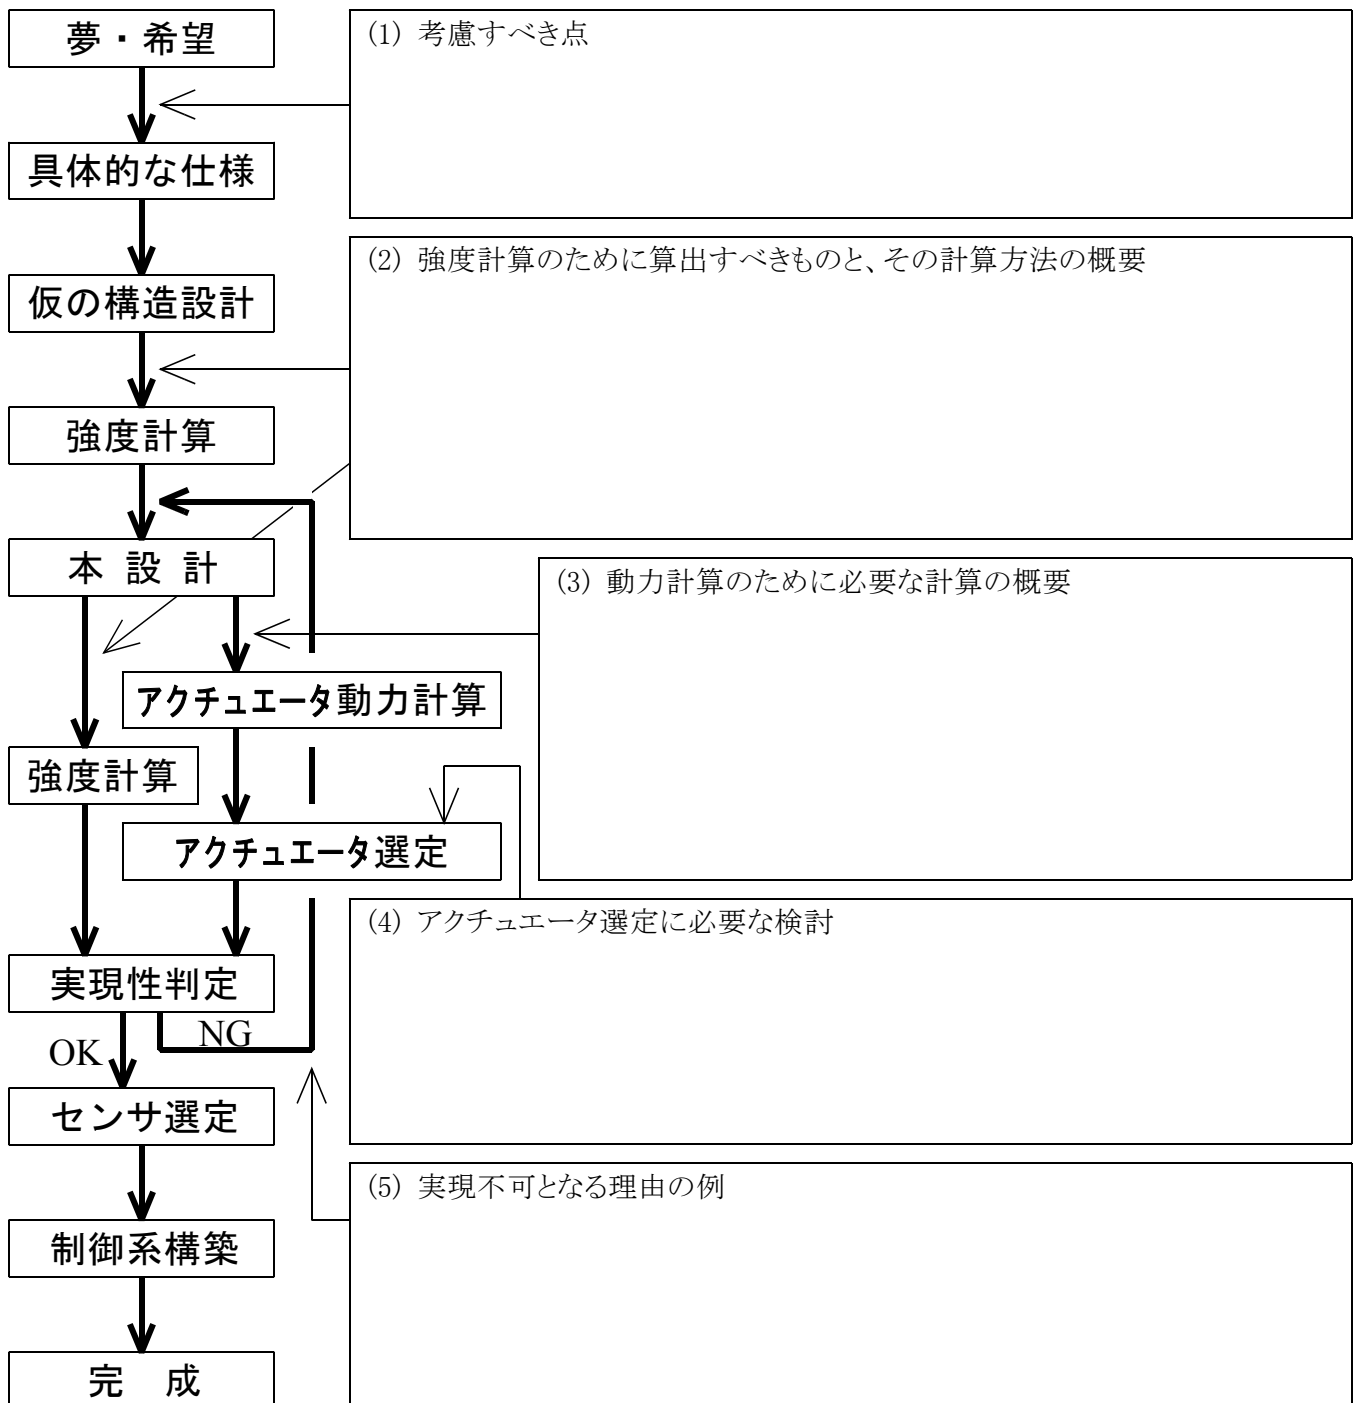 夢・希望
(1) 考慮すべき点
具体的な仕様
(2) 強度計算のために算出すべきものと、その計算方法の概要
仮の構造設計
強度計算
本 設 計
(3) 動力計算のために必要な計算の概要
アクチュエータ動力計算
強度計算
アクチュエータ選定
(4) アクチュエータ選定に必要な検討
実現性判定
NG
OK
センサ選定
(5) 実現不可となる理由の例
制御系構築
完 成